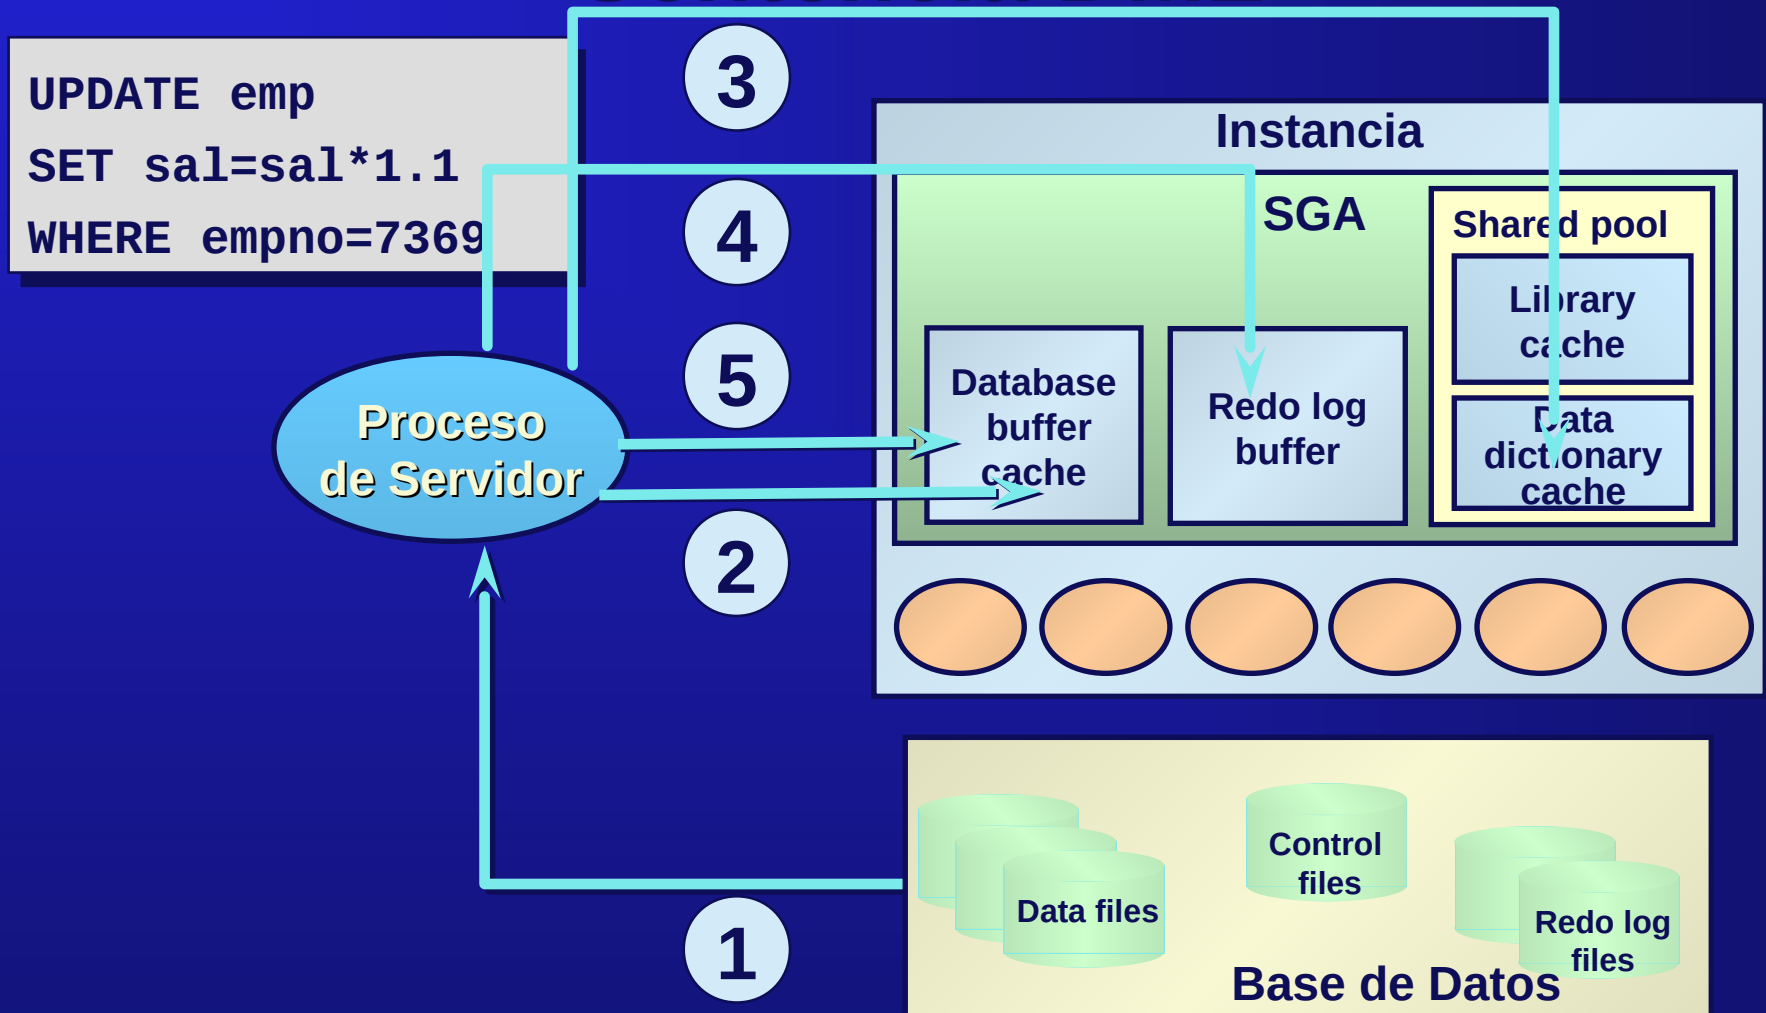 UPDATE emp
SET sal=sal*1.1
WHERE empno=7369
3
4
5
2
1
Proceso
de Servidor
Instancia
SGA
Shared pool
Library
cache
Data
dictionary
cache
Database
buffer
cache
Redo log
buffer
Data files
Control
files
Redo log
files
Base de Datos